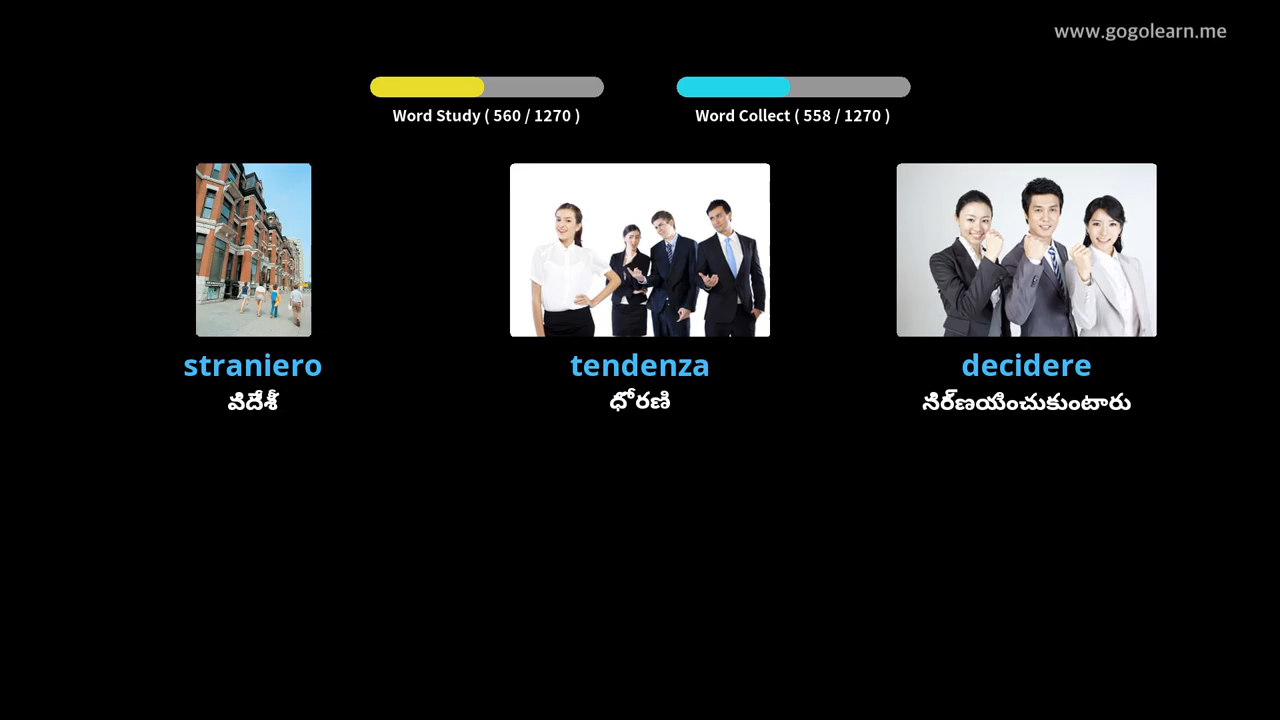 www.gogolearn.me
Word Study ( 560 / 1270 )
Word Collect ( 558 / 1270 )
straniero
tendenza
decidere
విదేశీ
ధోరణి
నిర్ణయించుకుంటారు